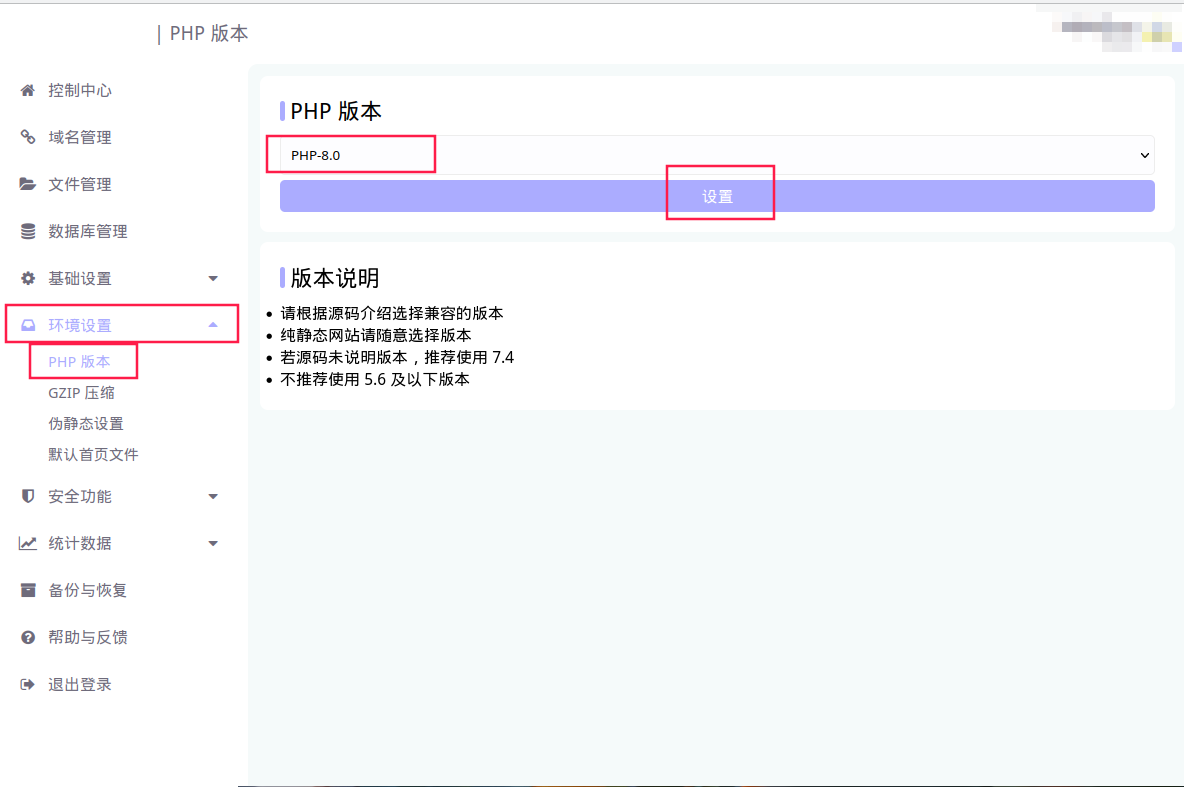 | PHP 版本
控制中心
域名管理
文件管理
数据库管理
基础设置
环境设置
PHP 版本
GZIP 压缩
伪静态设置
默认首页文件
安全功能
统计数据
备份与恢复
帮助与反馈
退出登录
PHP 版本
PHP-8.0
设置
版本说明
• 请根据源码介绍选择兼容的版本
• 纯静态网站请随意选择版本
• 若源码未说明版本，推荐使用 7.4
• 不推荐使用 5.6 及以下版本